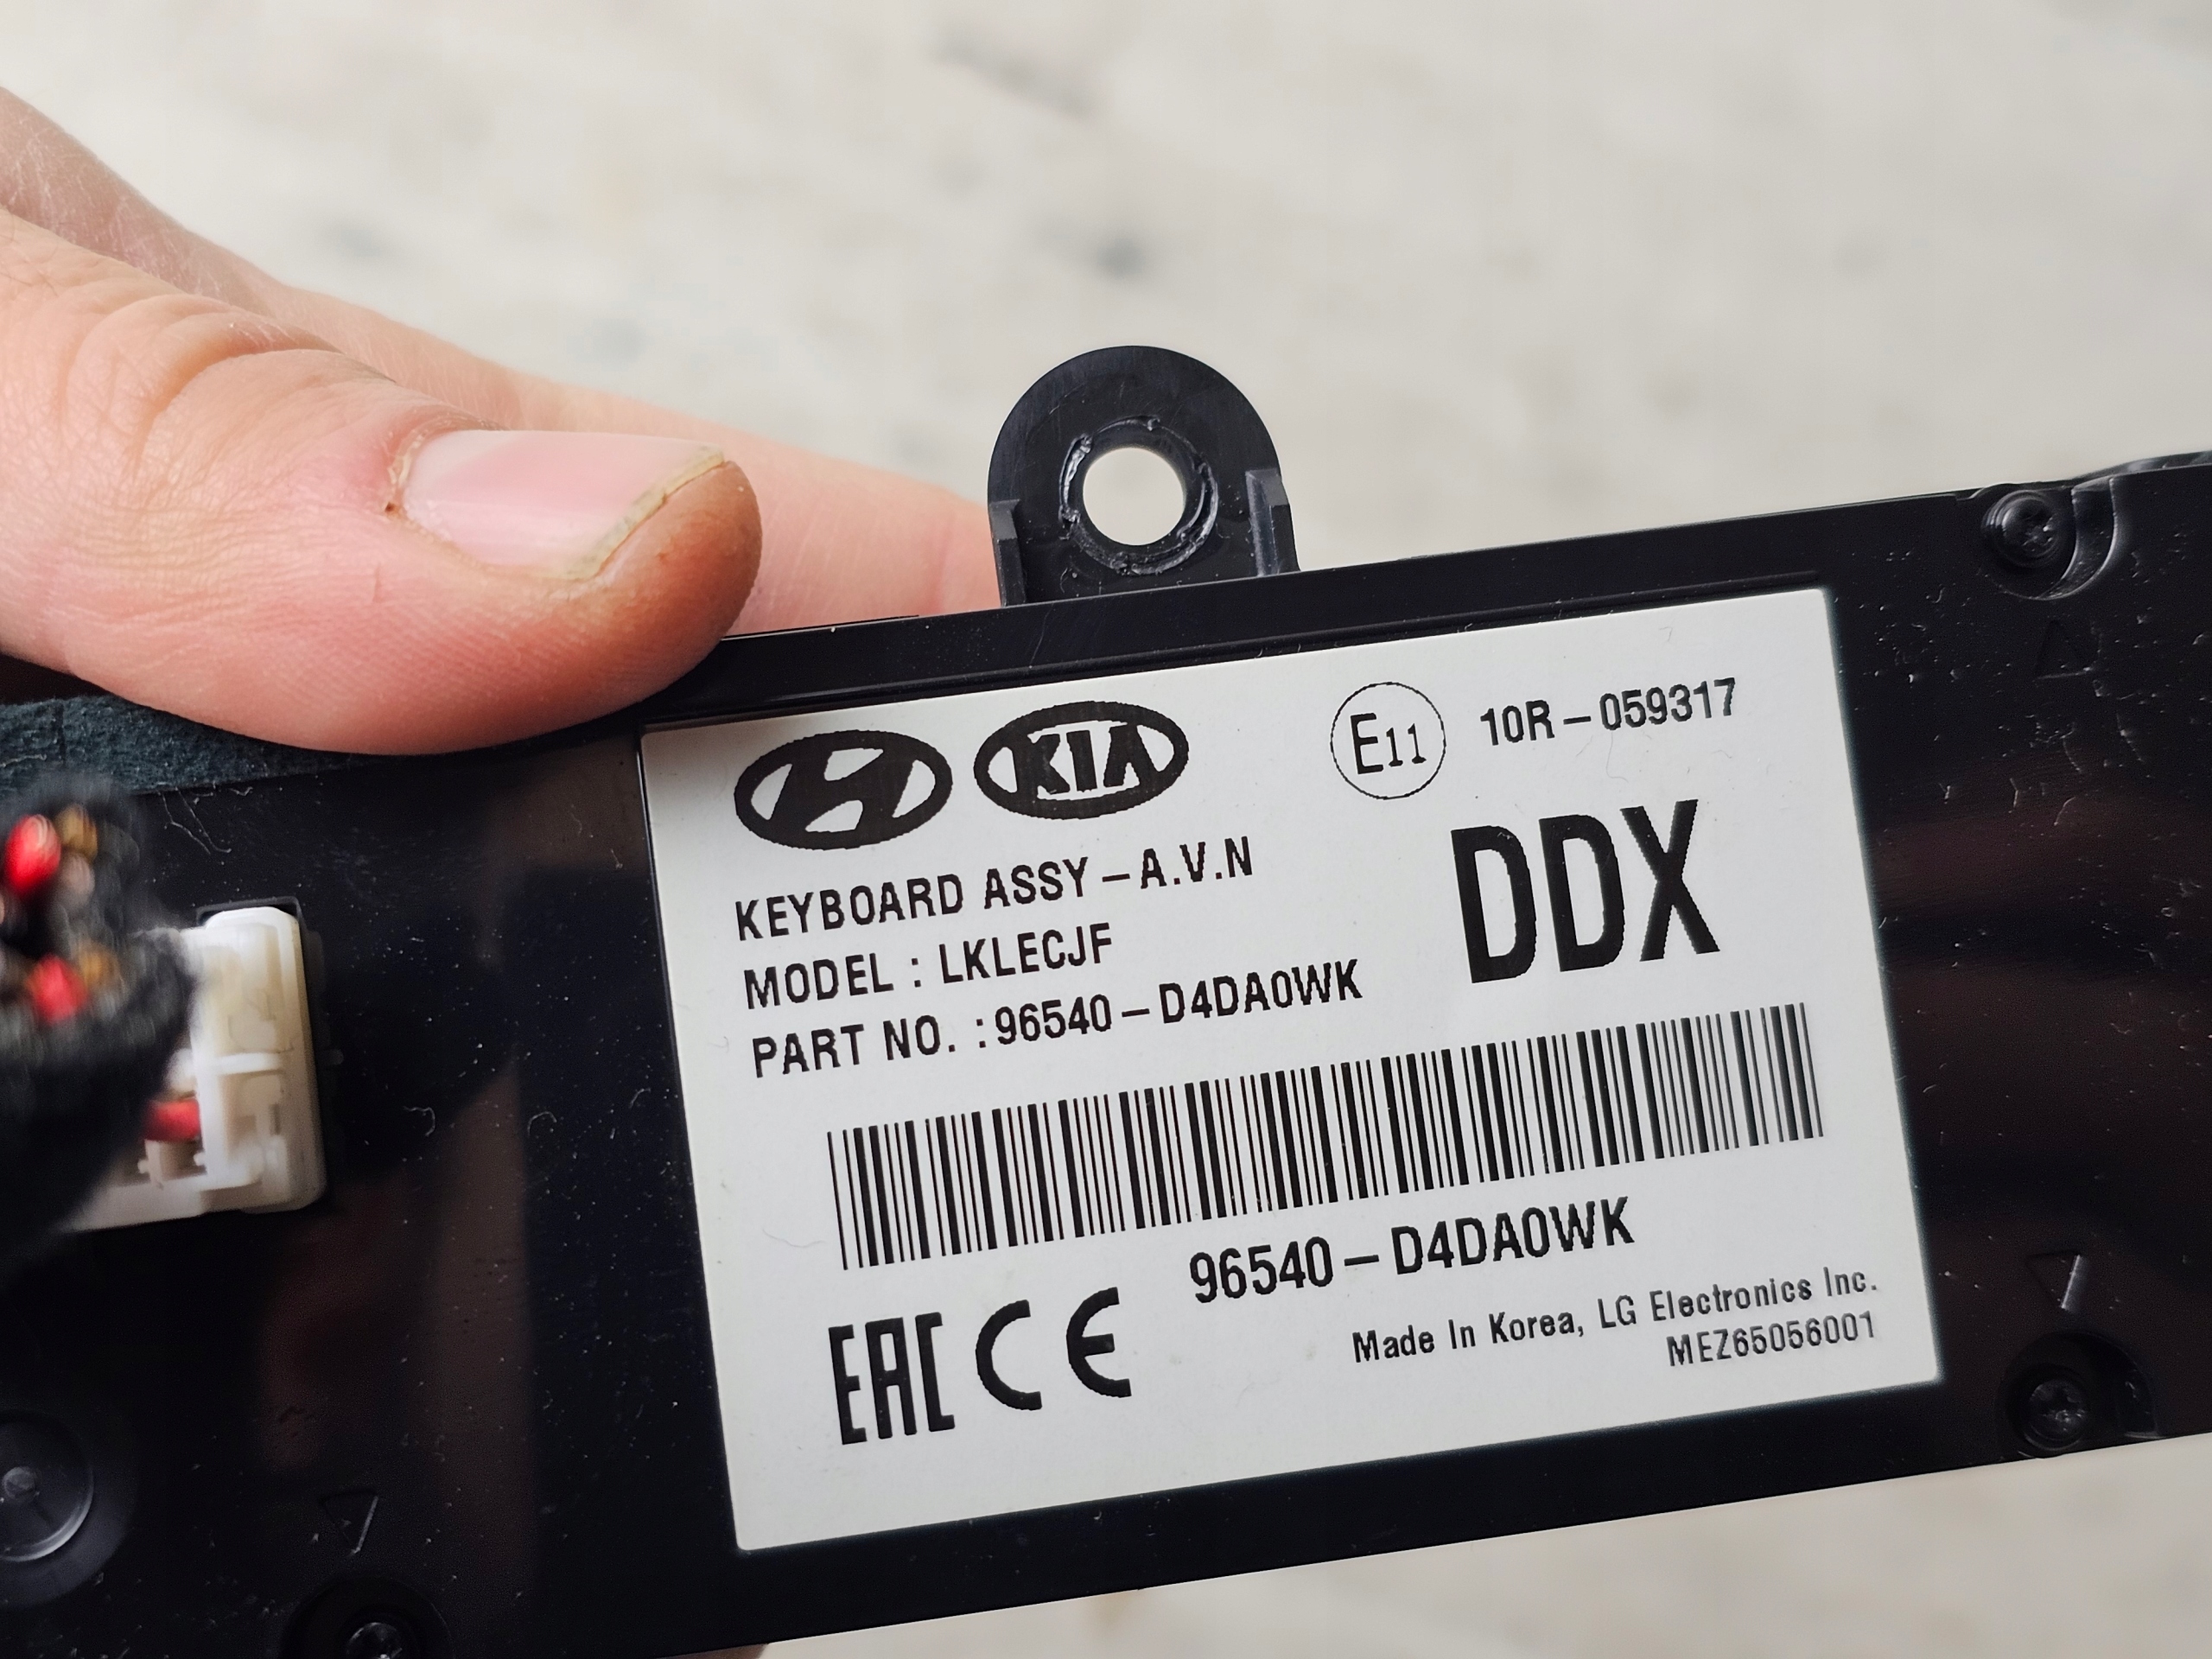 KIA
E11 10R-059317
KEYBOARD ASSY-A.V.N
DDX
MODEL : LKLECJF
PART NO. :96540-D4DA0WK
96540-D4DA0WK
EAC CE
Made In Korea, LG Electronics Inc.
MEZ65056001